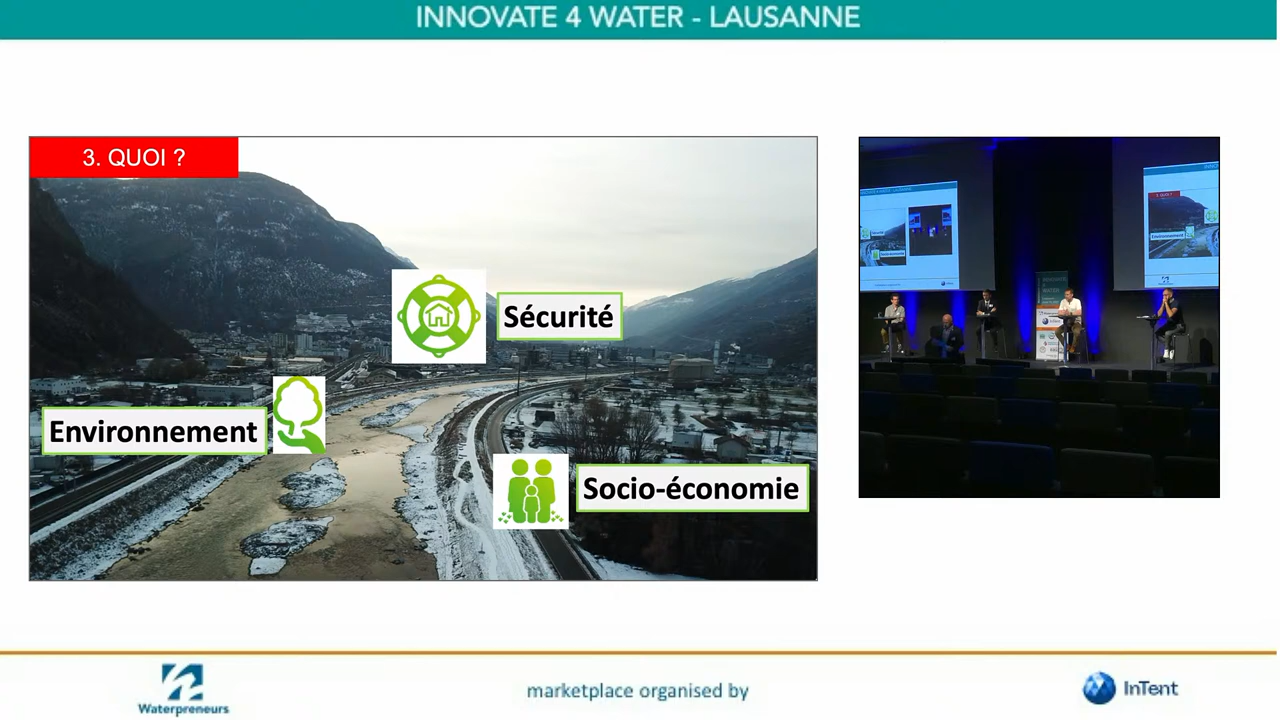 INNOVATE 4 WATER - LAUSANNE
3. QUOI ?
Sécurité
Environnement
Socio-économie
Waterpreneurs
marketplace organised by
InTent